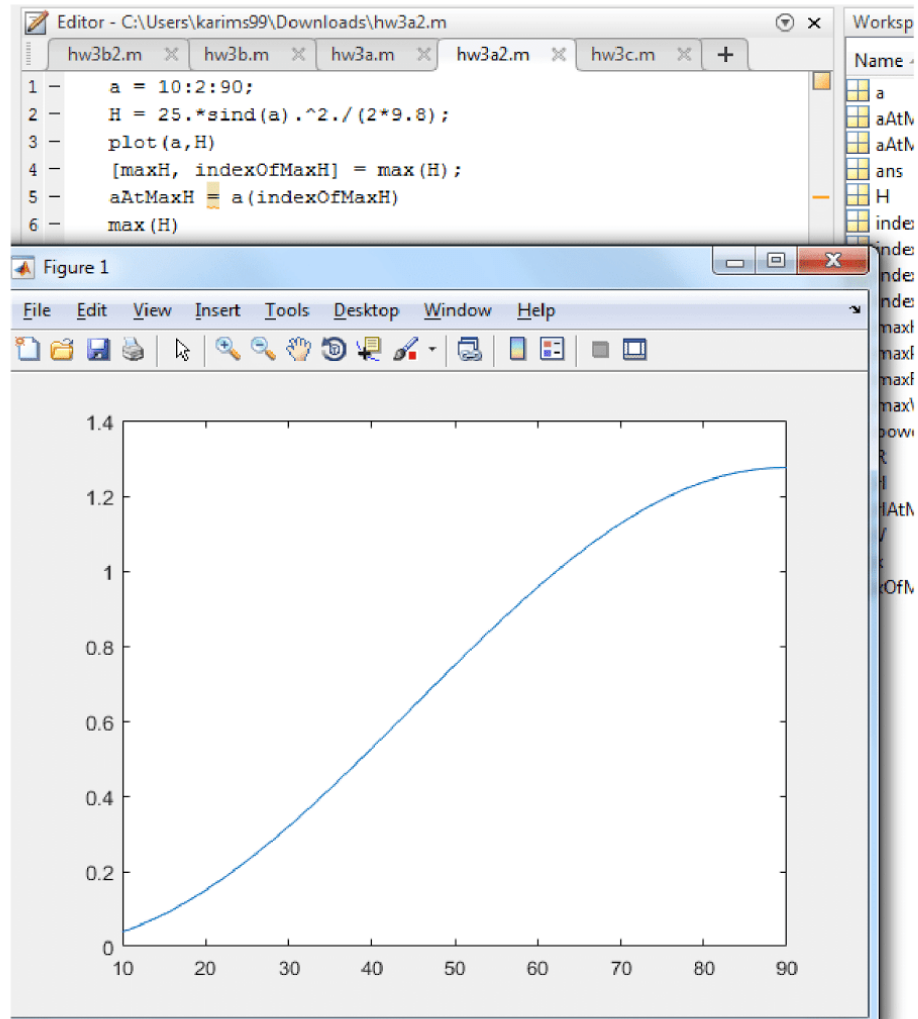 Editor - C:\Users\karims99\Downloads\hw3a2.m
hw3b2.m hw3b.m hw3a.m hw3a2.m hw3c.m +
1 - a = 10:2:90;
2 - H = 25.*sind(a).^2./(2*9.8);
3 - plot(a,H)
4 - [maxH, indexOfMaxH] = max(H);
5 - aAtMaxH = a(indexOfMaxH)
6 - max(H)
Worksp
Name
a
aAtM
aAtM
ans
H
index
Figure 1
File Edit View Insert Tools Desktop Window Help
1.4
1.2
1
0.8
0.6
0.4
0.2
0
10 20 30 40 50 60 70 80 90